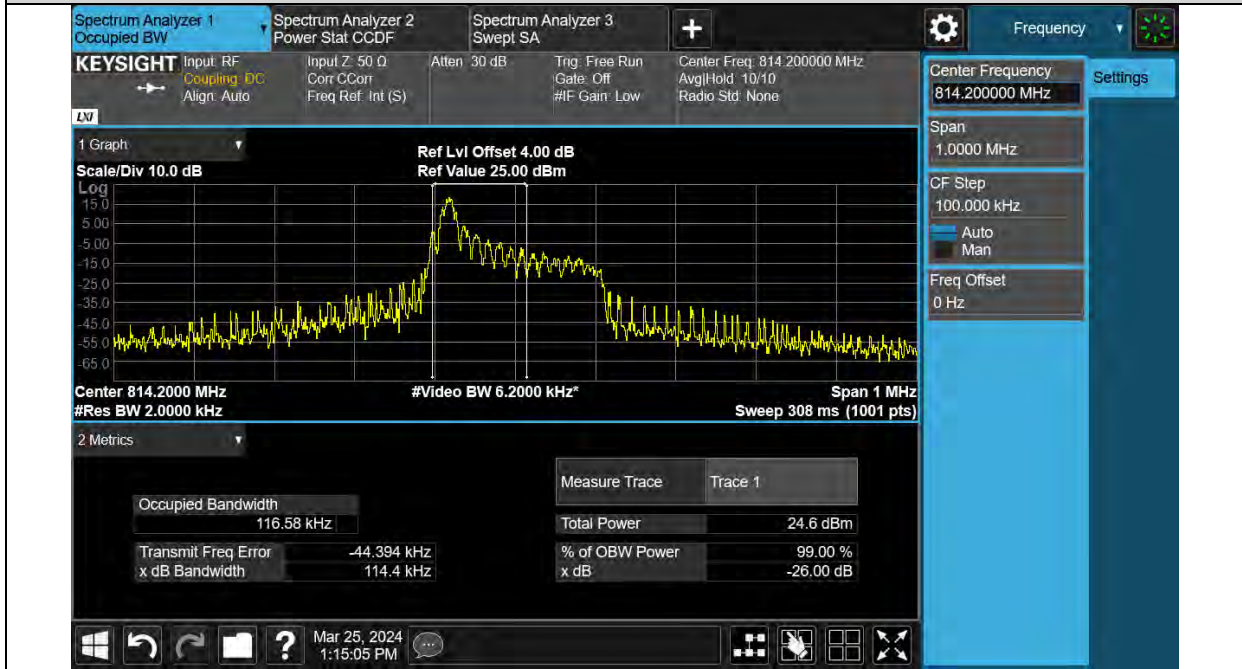 Spectrum Analyzer 1
Occupied BW
Spectrum Analyzer 2
Power Stat CCDF
Spectrum Analyzer 3
Swept SA
Frequency
KEYSIGHT
Input: RF
Coupling: DC
Align: Auto
Input Z: 50 Ω
Corr CCorr
Freq Ref: Int (S)
Atten: 30 dB
Trig: Free Run
Gate: Off
#IF Gain: Low
Center Freq: 814.200000 MHz
Avg|Hold: 10/10
Radio Std: None
LXI
Center Frequency
814.200000 MHz
Settings
Span
1.0000 MHz
CF Step
100.000 kHz
Auto
Man
Freq Offset
0 Hz
1 Graph
Scale/Div 10.0 dB
Ref Lvl Offset 4.00 dB
Ref Value 25.00 dBm
Log
15.0
5.00
-5.00
-15.0
-25.0
-35.0
-45.0
-55.0
-65.0
Center 814.2000 MHz
#Video BW 6.2000 kHz*
Span 1 MHz
#Res BW 2.0000 kHz
Sweep 308 ms (1001 pts)
2 Metrics
Measure Trace
Trace 1
Occupied Bandwidth
116.58 kHz
Total Power
24.6 dBm
Transmit Freq Error
-44.394 kHz
% of OBW Power
99.00 %
x dB Bandwidth
114.4 kHz
x dB
-26.00 dB
Mar 25, 2024
1:15:05 PM